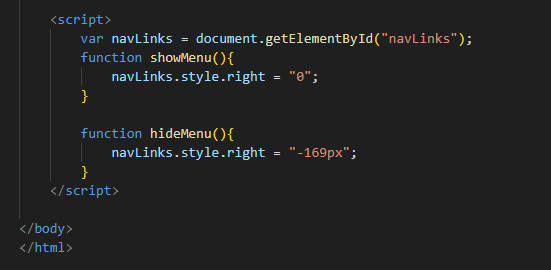 <script>
var navLinks = document.getElementById("navLinks");
function showMenu(){
navLinks.style.right = "0";
}
function hideMenu(){
navLinks.style.right = "-169px";
}
</script>
</body>
</html>